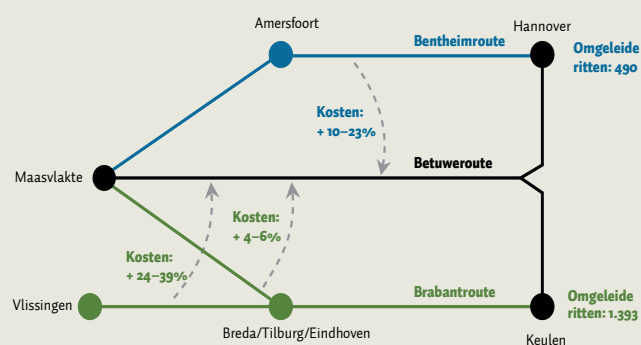 Amersfoort
Hannover
Bentheimroute
Omgeleide
ritten: 490
Kosten:
+ 10–23%
Maasvlakte
Betuweroute
Kosten:
+ 4–6%
Kosten:
+ 24–39%
Vlissingen
Brabantroute
Omgeleide
ritten: 1.393
Breda/Tilburg/Eindhoven
Keulen